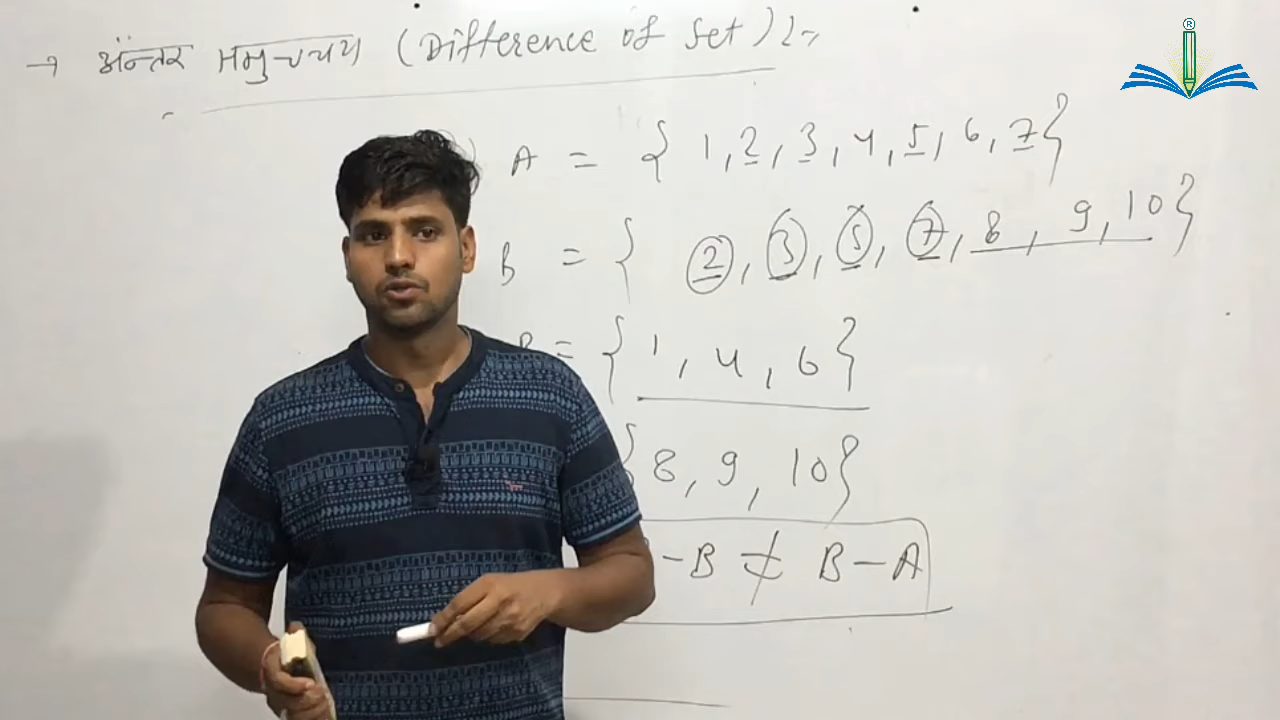 → अंन्तर समुच्चय (Difference of Set) :-
A = { 1, 2, 3, 4, 5, 6, 7 }
B = { 2, 3, 5, 7, 8, 9, 10 }
B = { 1, 4, 6 }
{ 8, 9, 10 }
-B ≠ B-A